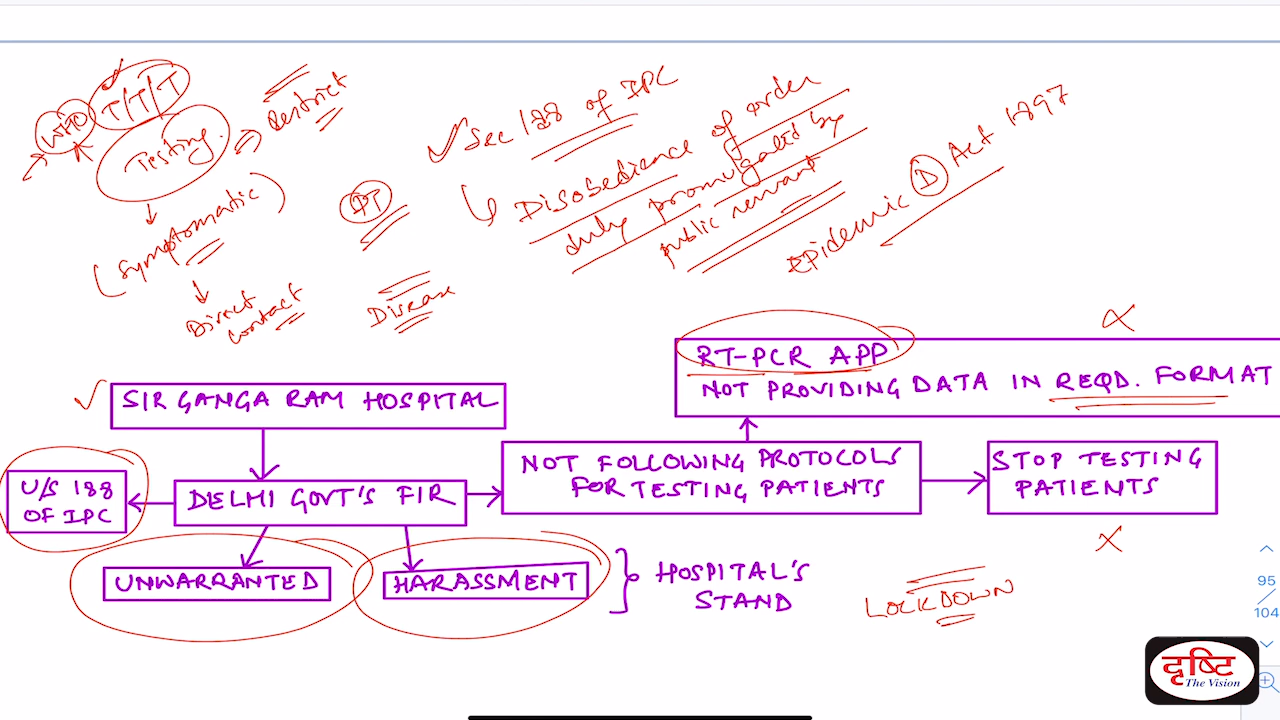 WHO T/T/T
Testing
Restrict
(Symptomatic)
Direct
contact
Disease
Sec 188 of IPC
Disobedience of order
duly promulgated by
public servant
Epidemic D Act 1897
RT-PCR APP
NOT PROVIDING DATA IN REQD. FORMAT
SIR GANGA RAM HOSPITAL
U/S 188
OF IPC
DELHI GOVT'S FIR
NOT FOLLOWING PROTOCOLS
FOR TESTING PATIENTS
STOP TESTING
PATIENTS
UNWARRANTED
HARASSMENT
HOSPITAL'S
STAND
LOCKDOWN
95
104
दृष्टि
The Vision